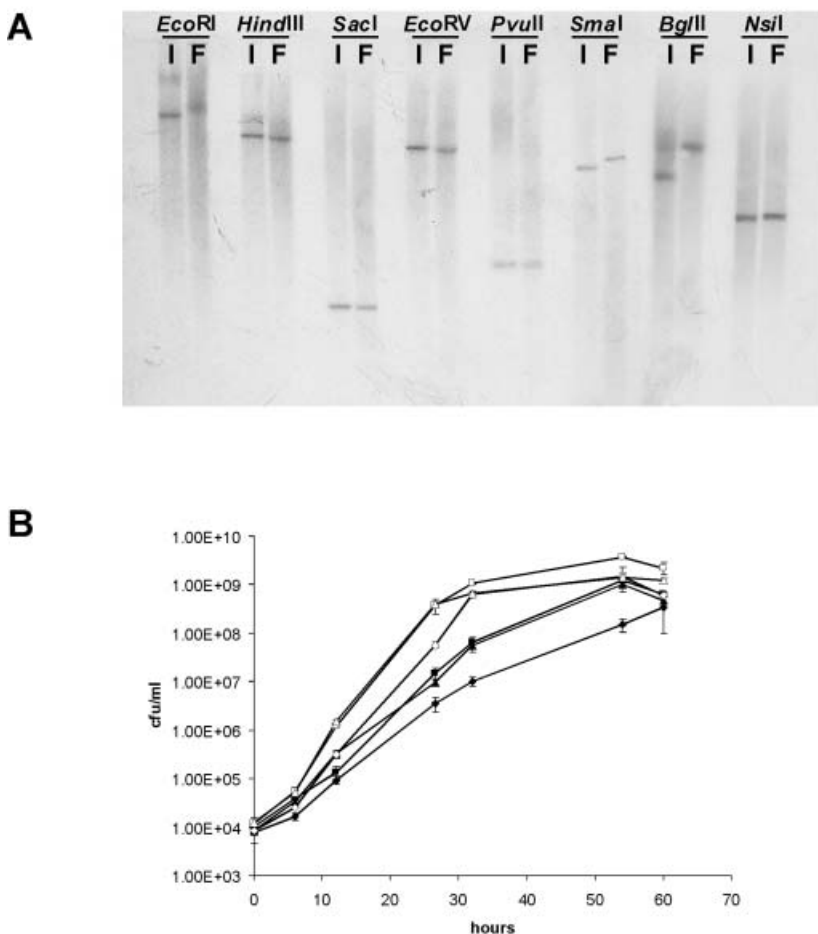 A
EcoRI HindIII SacI EcoRV PvuII SmaI BglII NsiI
I F I F I F I F I F I F I F I F
B
1.00E+10
1.00E+09
1.00E+08
1.00E+07
1.00E+06
1.00E+05
1.00E+04
1.00E+03
cfu/ml
0 10 20 30 40 50 60 70
hours